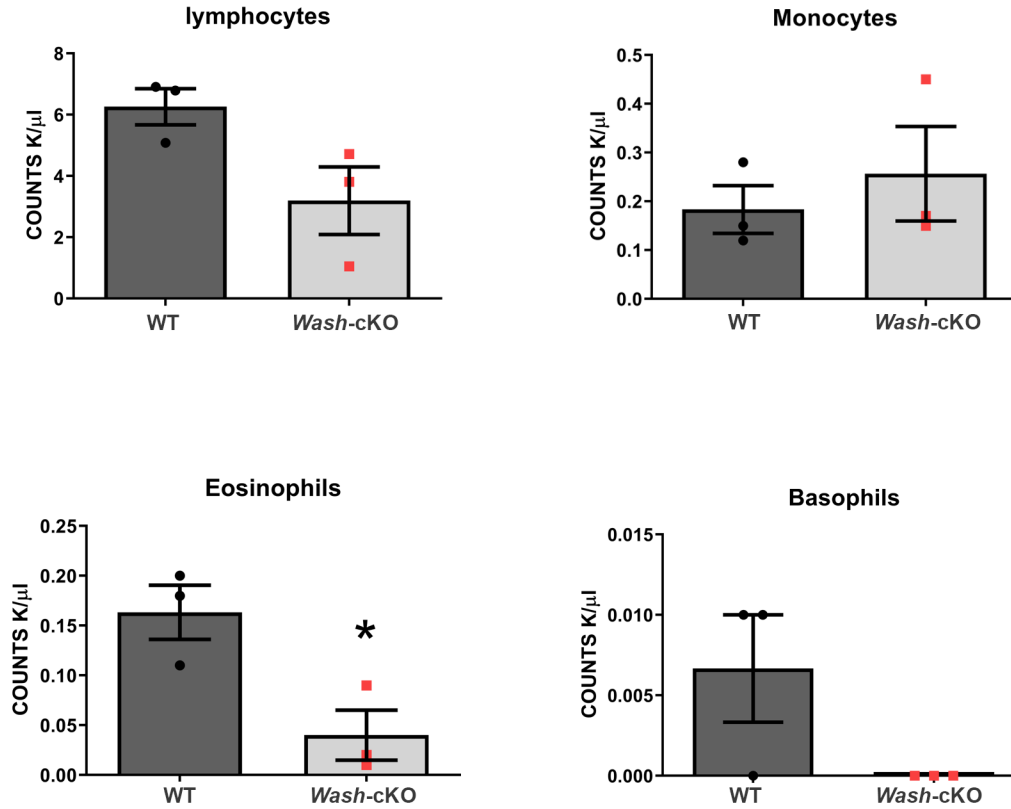 lymphocytes
COUNTS K/µl
8
6
4
2
0
WT
Wash-cKO
Monocytes
COUNTS K/µl
0.5
0.4
0.3
0.2
0.1
0.0
WT
Wash-cKO
Eosinophils
COUNTS K/µl
0.25
0.20
0.15
0.10
0.05
0.00
*
WT
Wash-cKO
Basophils
COUNTS K/µl
0.015
0.010
0.005
0.000
WT
Wash-cKO